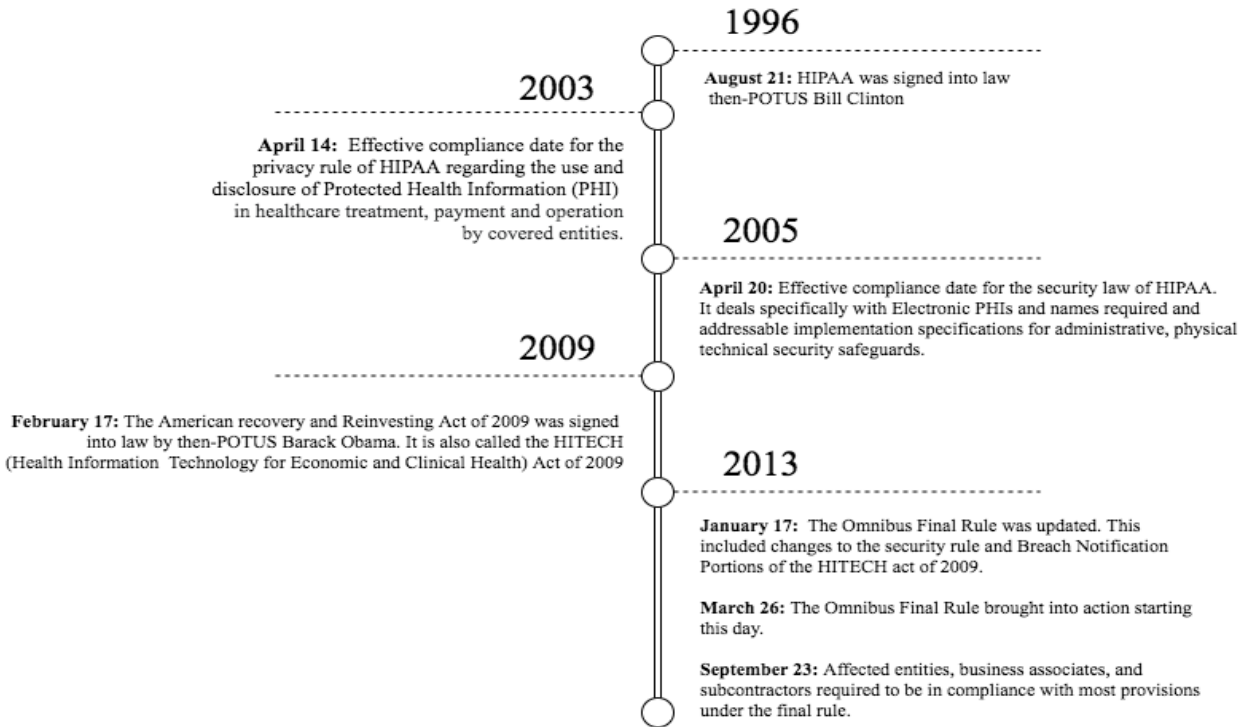 1996
August 21: HIPAA was signed into law
then-POTUS Bill Clinton
2003
April 14: Effective compliance date for the
privacy rule of HIPAA regarding the use and
disclosure of Protected Health Information (PHI)
in healthcare treatment, payment and operation
by covered entities.
2005
April 20: Effective compliance date for the security law of HIPAA.
It deals specifically with Electronic PHIs and names required and
addressable implementation specifications for administrative, physical
technical security safeguards.
2009
February 17: The American recovery and Reinvesting Act of 2009 was signed
into law by then-POTUS Barack Obama. It is also called the HITECH
(Health Information Technology for Economic and Clinical Health) Act of 2009
2013
January 17: The Omnibus Final Rule was updated. This
included changes to the security rule and Breach Notification
Portions of the HITECH act of 2009.
March 26: The Omnibus Final Rule brought into action starting
this day.
September 23: Affected entities, business associates, and
subcontractors required to be in compliance with most provisions
under the final rule.